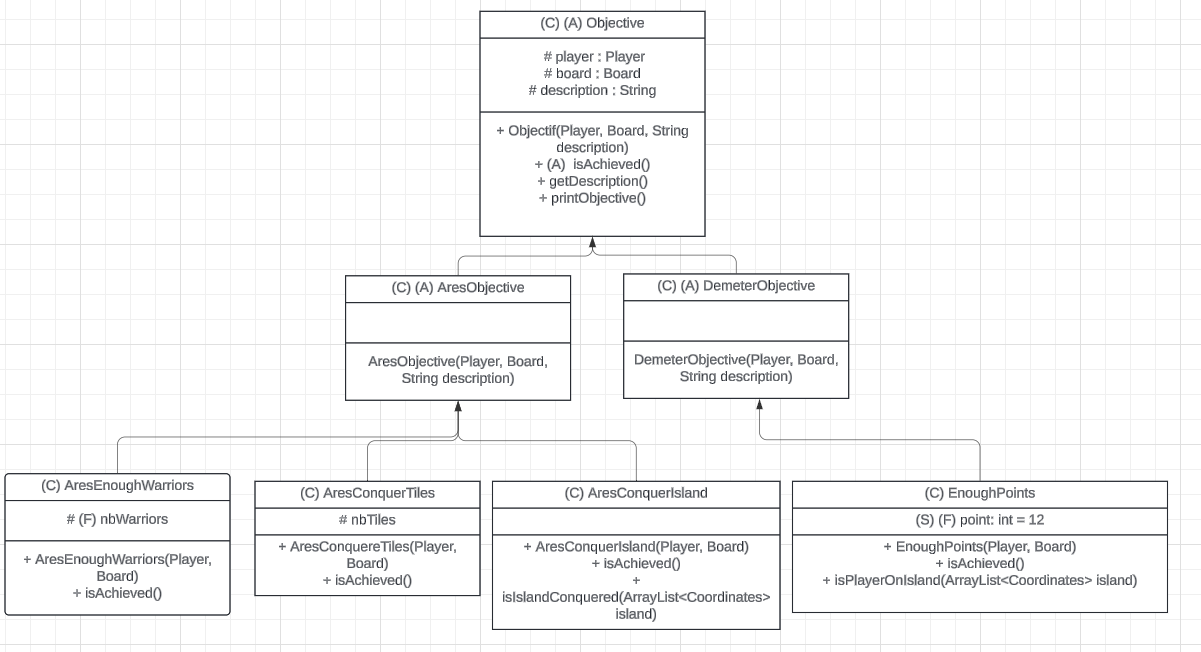 (C) (A) Objective
# player : Player
# board : Board
# description : String
+ Objectif(Player, Board, String
description)
+ (A) isAchieved()
+ getDescription()
+ printObjective()
(C) (A) AresObjective
AresObjective(Player, Board,
String description)
(C) (A) DemeterObjective
DemeterObjective(Player, Board,
String description)
(C) AresEnoughWarriors
# (F) nbWarriors
+ AresEnoughWarriors(Player,
Board)
+ isAchieved()
(C) AresConquerTiles
# nbTiles
+ AresConquereTiles(Player,
Board)
+ isAchieved()
(C) AresConquerIsland
+ AresConquerIsland(Player, Board)
+ isAchieved()
+
isIslandConquered(ArrayList<Coordinates>
island)
(C) EnoughPoints
(S) (F) point: int = 12
+ EnoughPoints(Player, Board)
+ isAchieved()
+ isPlayerOnIsland(ArrayList<Coordinates> island)